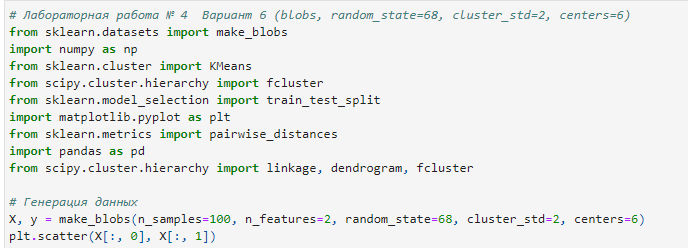 # Лабораторная работа № 4  Вариант 6 (blobs, random_state=68, cluster_std=2, centers=6)
from sklearn.datasets import make_blobs
import numpy as np
from sklearn.cluster import KMeans
from scipy.cluster.hierarchy import fcluster
from sklearn.model_selection import train_test_split
import matplotlib.pyplot as plt
from sklearn.metrics import pairwise_distances
import pandas as pd
from scipy.cluster.hierarchy import linkage, dendrogram, fcluster

# Генерация данных
X, y = make_blobs(n_samples=100, n_features=2, random_state=68, cluster_std=2, centers=6)
plt.scatter(X[:, 0], X[:, 1])